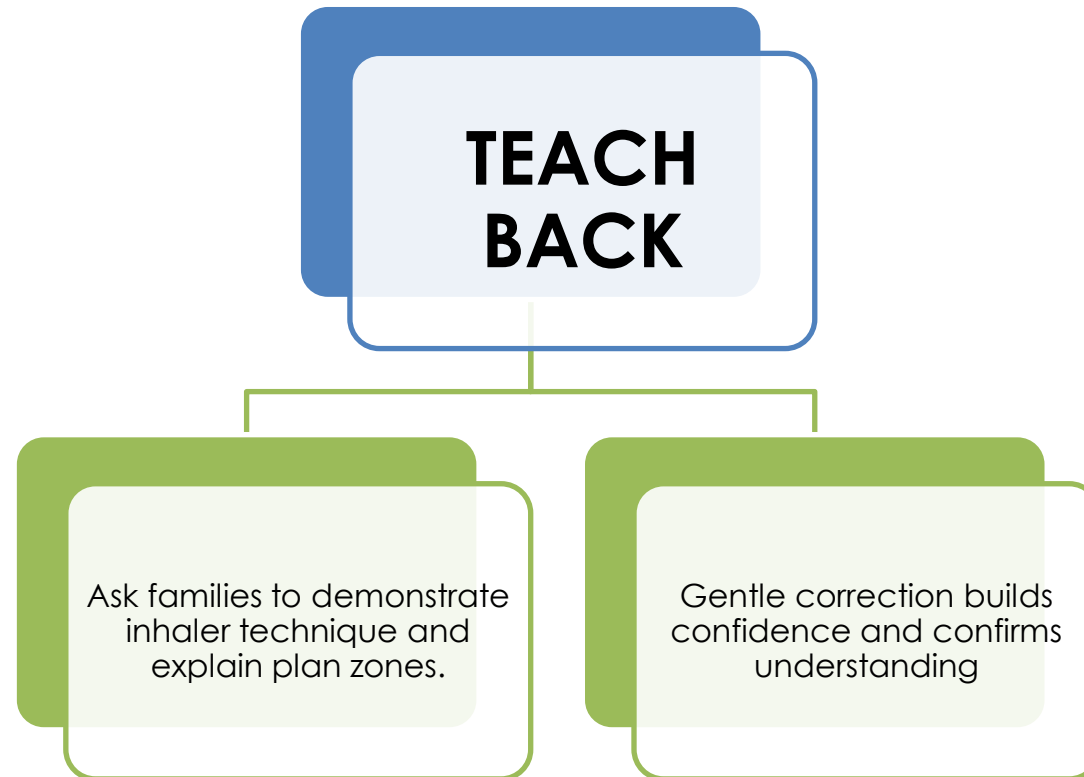 TEACH
BACK
Ask families to demonstrate
inhaler technique and
explain plan zones.
Gentle correction builds
confidence and confirms
understanding